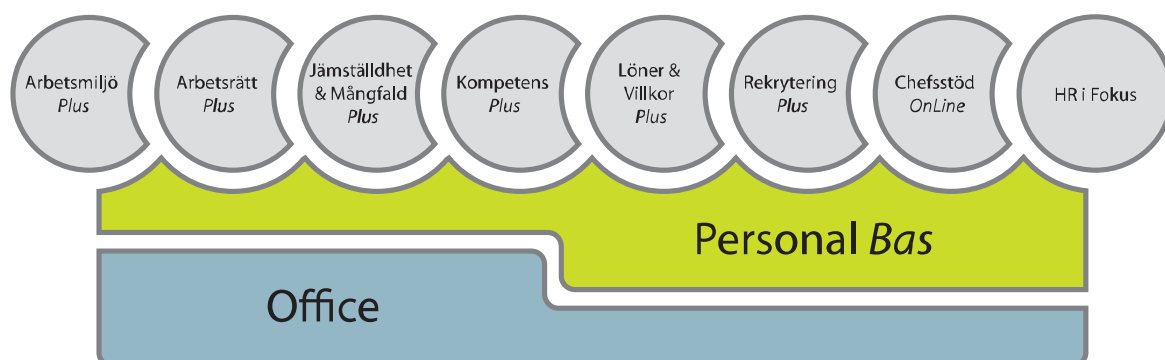 Arbetsmiljö
Plus
Arbetsrätt
Plus
Jämställdhet
& Mångfald
Plus
Kompetens
Plus
Löner &
Villkor
Plus
Rekrytering
Plus
Chefsstöd
OnLine
HR i Fokus
Personal Bas
Office